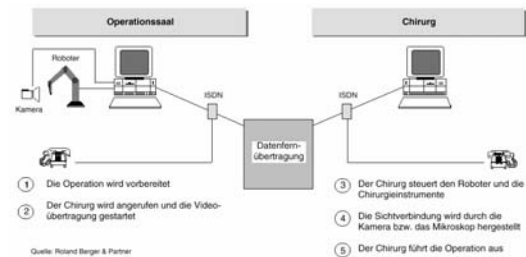 Operationssaal
Chirurg
Roboter
Kamera
ISDN
ISDN
Datenfern-
übertragung
1 Die Operation wird vorbereitet
2 Der Chirurg wird angerufen und die Video-
übertragung gestartet
3 Der Chirurg steuert den Roboter und die
Chirurgieinstrumente
4 Die Sichtverbindung wird durch die
Kamera bzw. das Mikroskop hergestellt
5 Der Chirurg führt die Operation aus
Quelle: Roland Berger & Partner